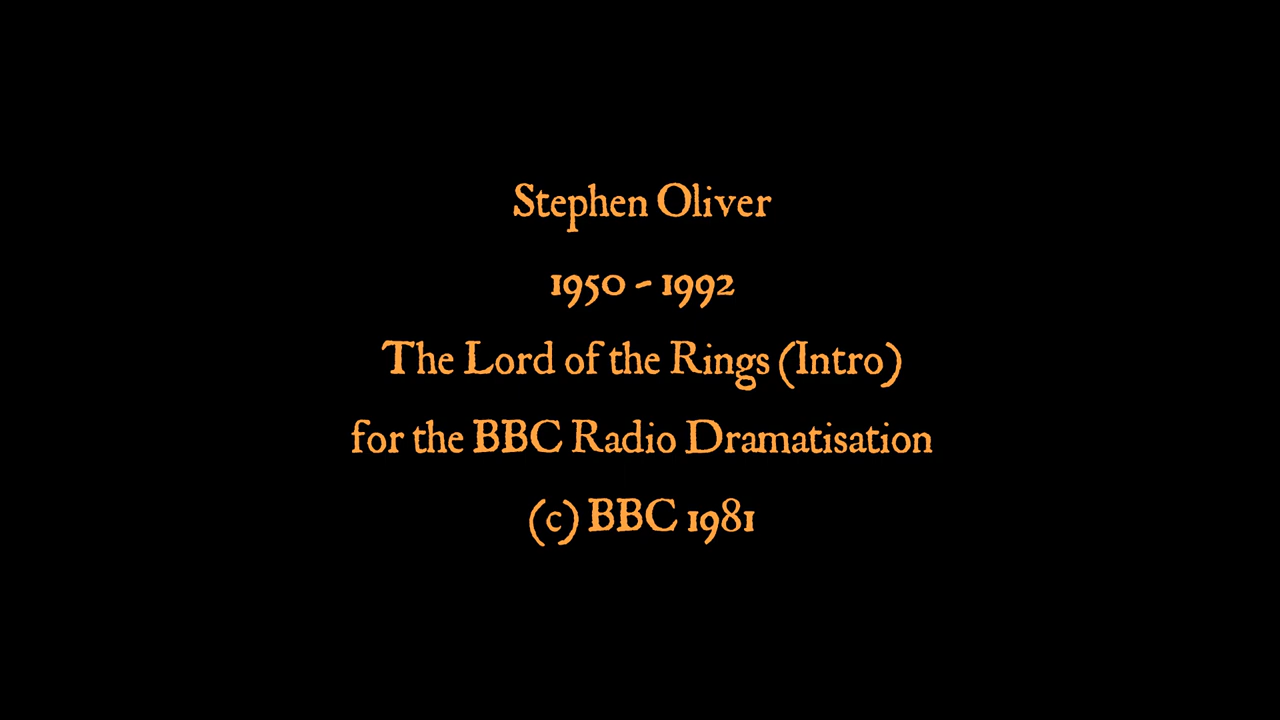 Stephen Oliver
1950 - 1992
The Lord of the Rings (Intro)
for the BBC Radio Dramatisation
(c) BBC 1981